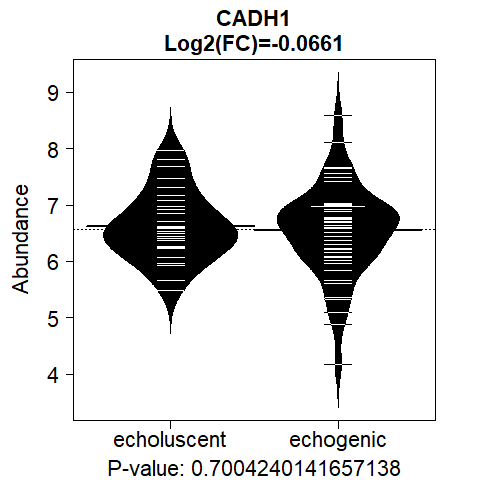 CADH1
Log2(FC)=-0.0661
Abundance
9
8
7
6
5
4
echoluscent echogenic
P-value: 0.7004240141657138